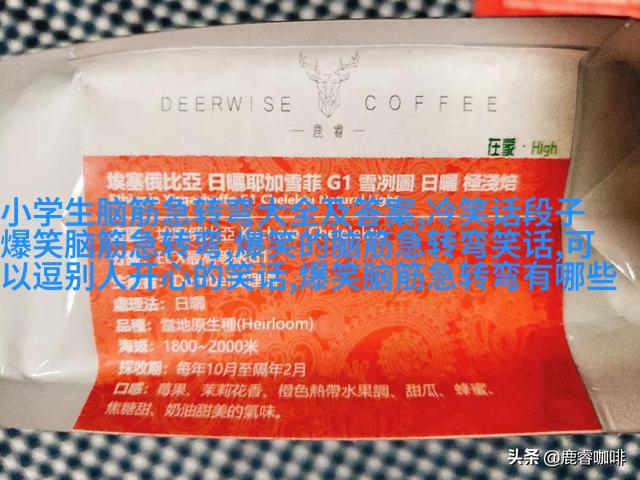 DEERWISE COFFEE
鹿睿
High
埃塞俄比亞 日曬耶加雪菲 G1 雪冽圖 日曬 極淺焙
小学生脑筋急转弯大全及答案,冷笑话段子
爆笑脑筋急转弯,爆笑的脑筋急转弯笑话,可
以逗别人开心的笑话,爆笑脑筋急转弯有哪些
處理法：日曬
品種：當地原生種(Heirloom)
海拔：1800~2000米
採收期：每年10月至隔年2月
口感：莓果、茉莉花香、橙色熱帶水果調、甜瓜、蜂蜜、
焦糖甜、奶油甜美的氣味。
头条 @鹿睿咖啡